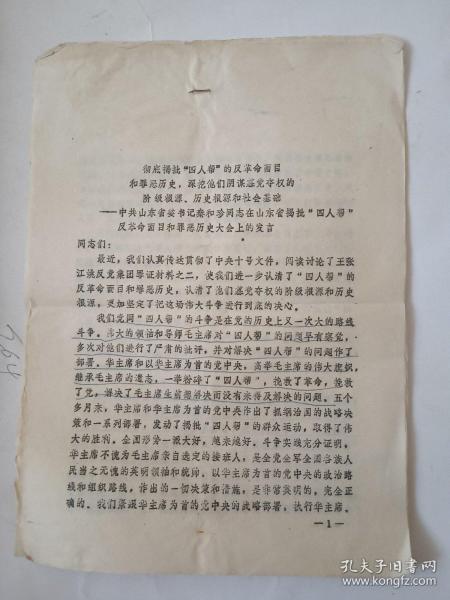 彻底揭批“四人帮”的反革命面目
和罪恶历史，深挖他们阴谋篡党夺权的
阶级根源、历史根源和社会基础
——中共山东省委书记秦和珍同志在山东省揭批“四人帮”
反革命面目和罪恶历史大会上的发言
同志们：
最近，我们认真传达贯彻了中央十号文件，阅读讨论了王张
江姚反党集团罪证材料之二，使我们进一步认清了“四人帮”的
反革命面目和罪恶历史，认清了他们篡党夺权的阶级根源和历史
根源，更加坚定了把这场伟大斗争进行到底的决心。
我们党同“四人帮”的斗争是在党的历史上又一次大的路线
斗争。伟大的领袖和导师毛主席对“四人帮”的问题早有察觉，
多次对他们进行了严肃的批评，并对解决“四人帮”的问题作了
部署。华主席和以华主席为首的党中央，高举毛主席的伟大旗帜，
继承毛主席的遗志，一举粉碎了“四人帮”，挽救了革命，挽救
了党，解决了毛主席生前想解决而没有来得及解决的问题。五个
多月来，华主席和华主席为首的党中央作出了抓纲治国的战略决
策和一系列部署，发动了揭批“四人帮”的群众运动，取得了伟
大的胜利，全国形势一派大好，越来越好。斗争实践充分证明，
华主席不愧为毛主席亲自选定的接班人，是全党全军全国各族人
民当之无愧的英明领袖和统帅。以华主席为首的党中央的政治路
线和组织路线，作出的一切决策和措施，是非常英明的，完全正
确的。我们紧跟华主席为首的党中央的战略部署，执行华主席、
—1—
孔夫子旧书网
www.kongfz.com